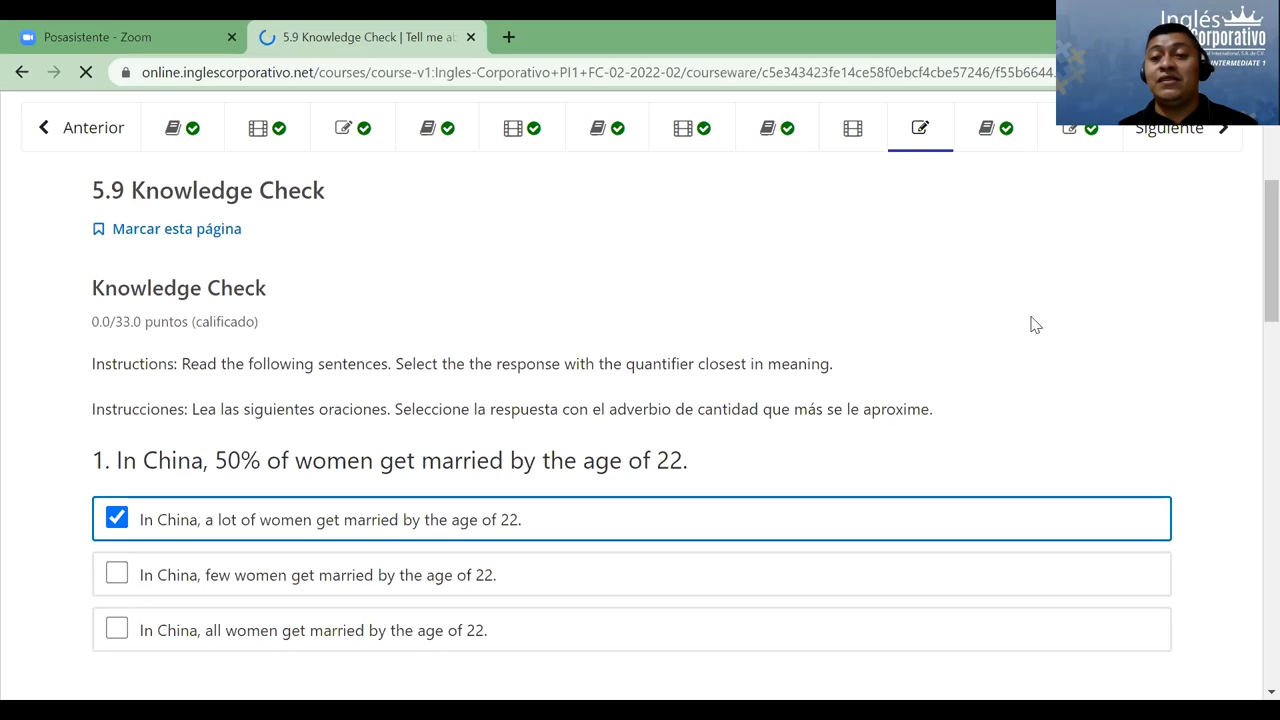 Posasistente - Zoom
5.9 Knowledge Check | Tell me ab
online.inglescorporativo.net/courses/course-v1:Ingles-Corporativo+PI1+FC-02-2022-02/courseware/c5e343423fe14ce58f0ebcf4cbe57246/f55b6644.
Inglés
Corporativo
International, S.A. de C.V.
INTERMEDIATE 1
Anterior
Siguiente
5.9 Knowledge Check
Marcar esta página
Knowledge Check
0.0/33.0 puntos (calificado)
Instructions: Read the following sentences. Select the the response with the quantifier closest in meaning.
Instrucciones: Lea las siguientes oraciones. Seleccione la respuesta con el adverbio de cantidad que más se le aproxime.
1. In China, 50% of women get married by the age of 22.
In China, a lot of women get married by the age of 22.
In China, few women get married by the age of 22.
In China, all women get married by the age of 22.